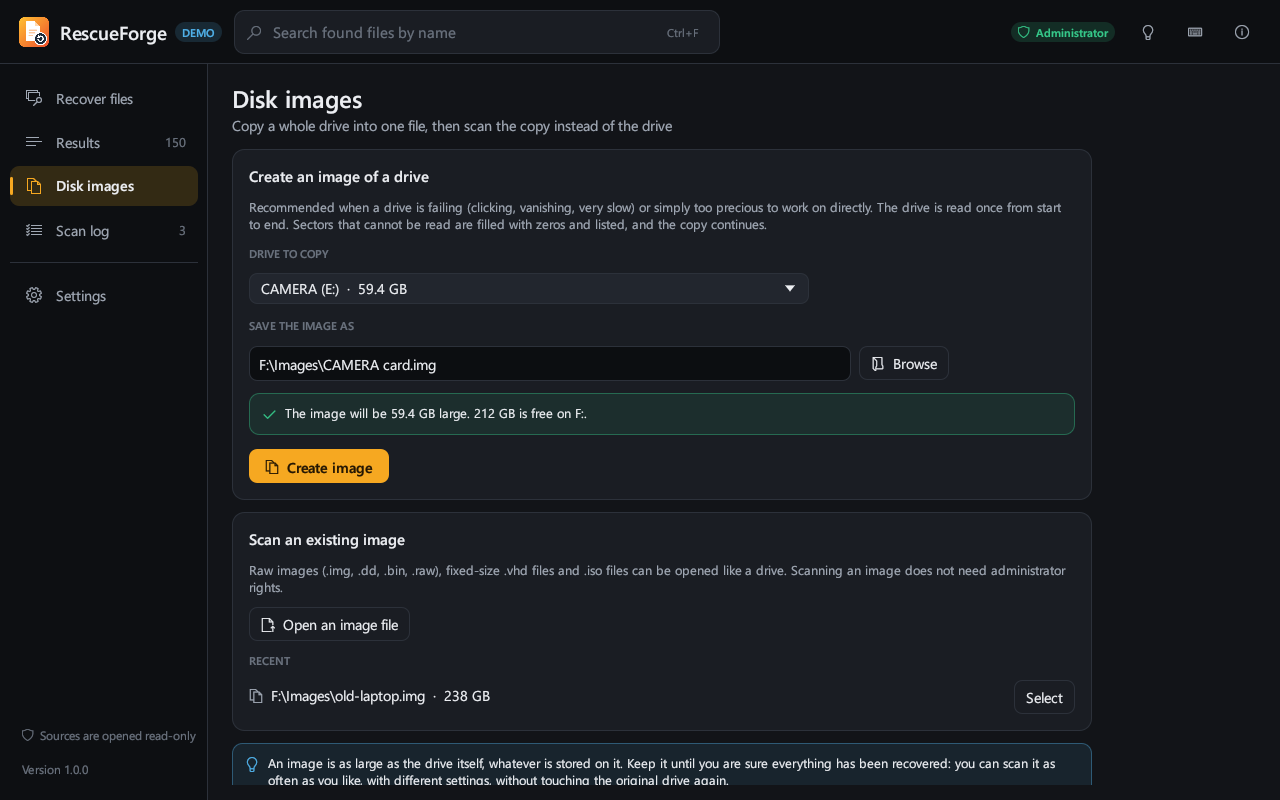 RescueForge DEMO
Search found files by name Ctrl+F
Administrator
Recover files
Results 150
Disk images
Scan log 3
Settings
Sources are opened read-only
Version 1.0.0
Disk images
Copy a whole drive into one file, then scan the copy instead of the drive
Create an image of a drive
Recommended when a drive is failing (clicking, vanishing, very slow) or simply too precious to work on directly. The drive is read once from start
to end. Sectors that cannot be read are filled with zeros and listed, and the copy continues.
DRIVE TO COPY
CAMERA (E:) · 59.4 GB
SAVE THE IMAGE AS
F:\Images\CAMERA card.img
Browse
The image will be 59.4 GB large. 212 GB is free on F:.
Create image
Scan an existing image
Raw images (.img, .dd, .bin, .raw), fixed-size .vhd files and .iso files can be opened like a drive. Scanning an image does not need administrator
rights.
Open an image file
RECENT
F:\Images\old-laptop.img · 238 GB
Select
An image is as large as the drive itself, whatever is stored on it. Keep it until you are sure everything has been recovered: you can scan it as
often as you like, with different settings, without touching the original drive again.